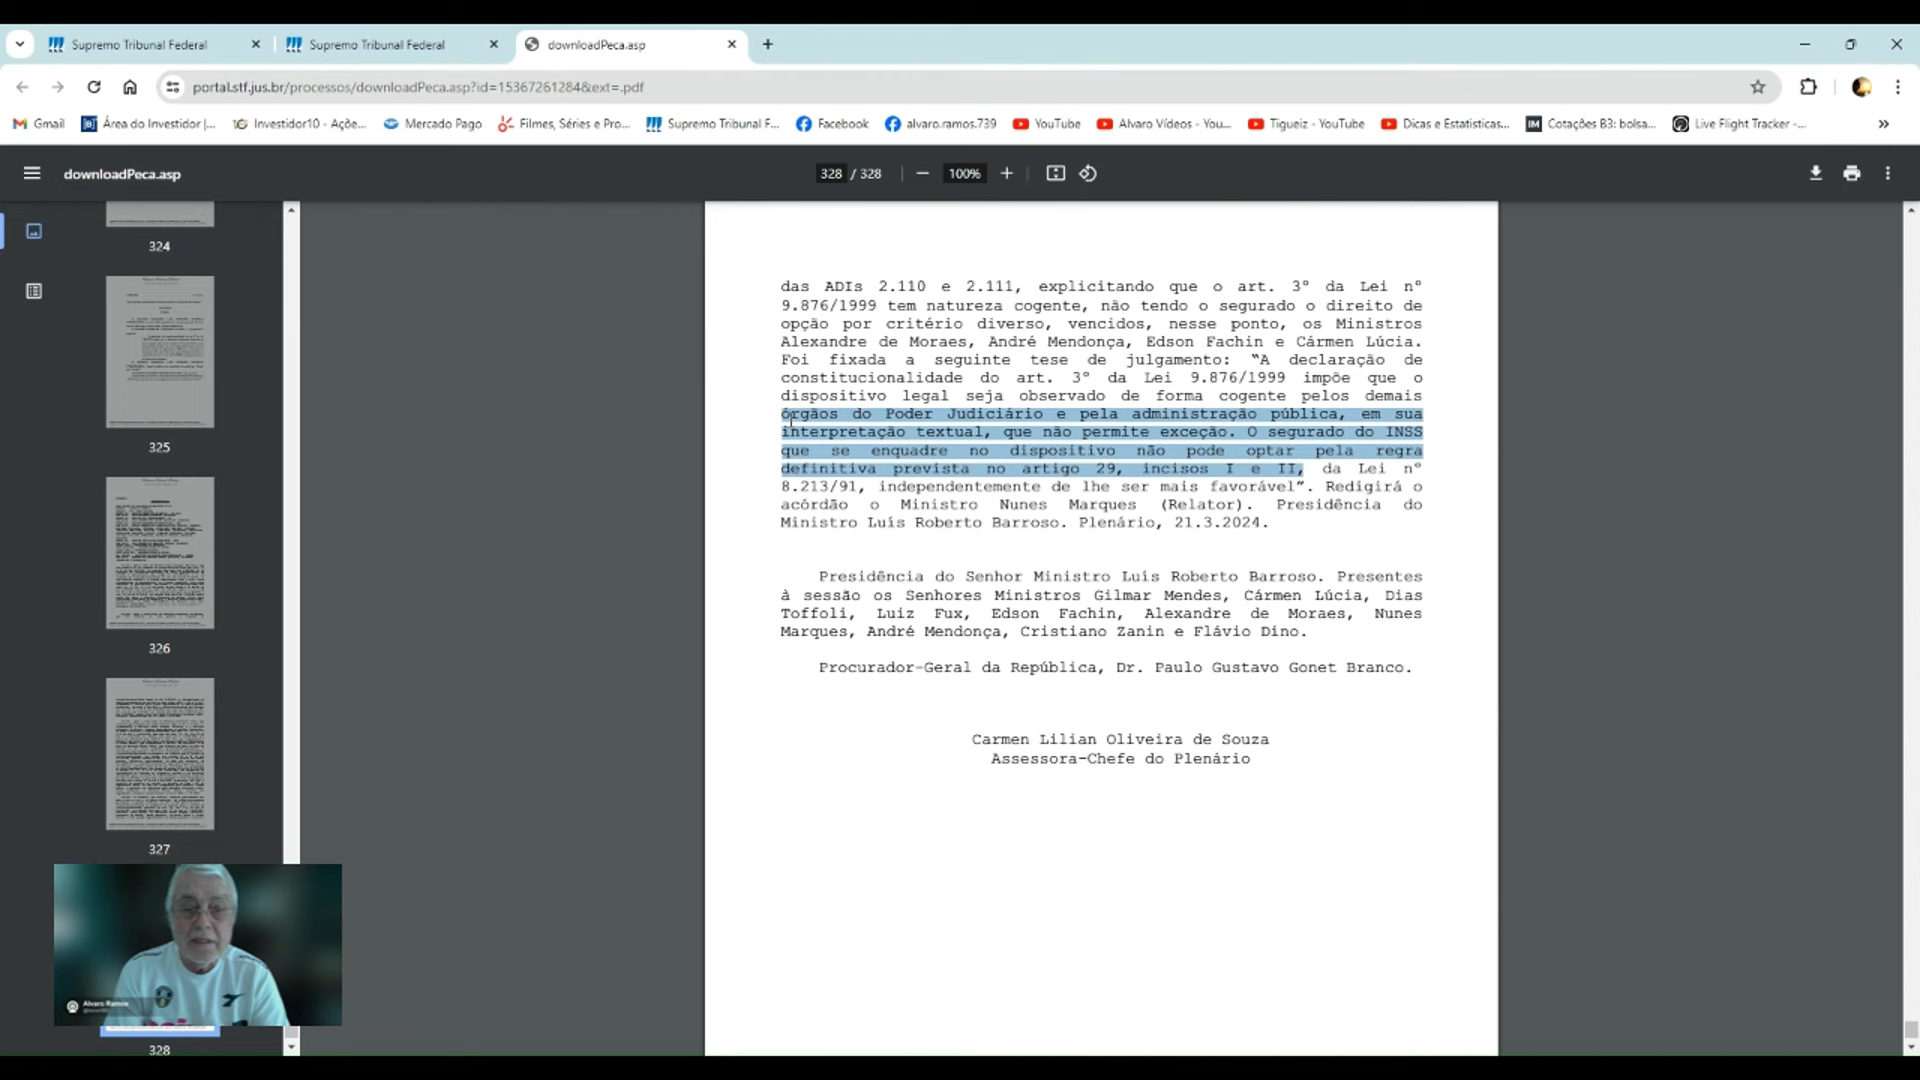 Supremo Tribunal Federal
Supremo Tribunal Federal
downloadPeca.asp
portal.stf.jus.br/processos/downloadPeca.asp?id=15367261284&ext=.pdf
Gmail
Área do Investidor |...
Investidor10 - Açõe...
Mercado Pago
Filmes, Séries e Pro...
Supremo Tribunal F...
Facebook
alvaro.ramos.739
YouTube
Alvaro Vídeos - You...
Tigueiz - YouTube
Dicas e Estatisticas...
IM
Cotações B3: bolsa...
Live Flight Tracker -...
downloadPeca.asp
328 / 328
100%
324
325
326
327
328
das ADIs 2.110 e 2.111, explicitando que o art. 3º da Lei nº
9.876/1999 tem natureza cogente, não tendo o segurado o direito de
opção por critério diverso, vencidos, nesse ponto, os Ministros
Alexandre de Moraes, André Mendonça, Edson Fachin e Cármen Lúcia.
Foi fixada a seguinte tese de julgamento: “A declaração de
constitucionalidade do art. 3º da Lei 9.876/1999 impõe que o
dispositivo legal seja observado de forma cogente pelos demais
órgãos do Poder Judiciário e pela administração pública, em sua
interpretação textual, que não permite exceção. O segurado do INSS
que se enquadre no dispositivo não pode optar pela regra
definitiva prevista no artigo 29, incisos I e II, da Lei nº
8.213/91, independentemente de lhe ser mais favorável”. Redigirá o
acórdão o Ministro Nunes Marques (Relator). Presidência do
Ministro Luís Roberto Barroso. Plenário, 21.3.2024.
Presidência do Senhor Ministro Luís Roberto Barroso. Presentes
à sessão os Senhores Ministros Gilmar Mendes, Cármen Lúcia, Dias
Toffoli, Luiz Fux, Edson Fachin, Alexandre de Moraes, Nunes
Marques, André Mendonça, Cristiano Zanin e Flávio Dino.
Procurador-Geral da República, Dr. Paulo Gustavo Gonet Branco.
Carmen Lilian Oliveira de Souza
Assessora-Chefe do Plenário
Alvaro Ramos